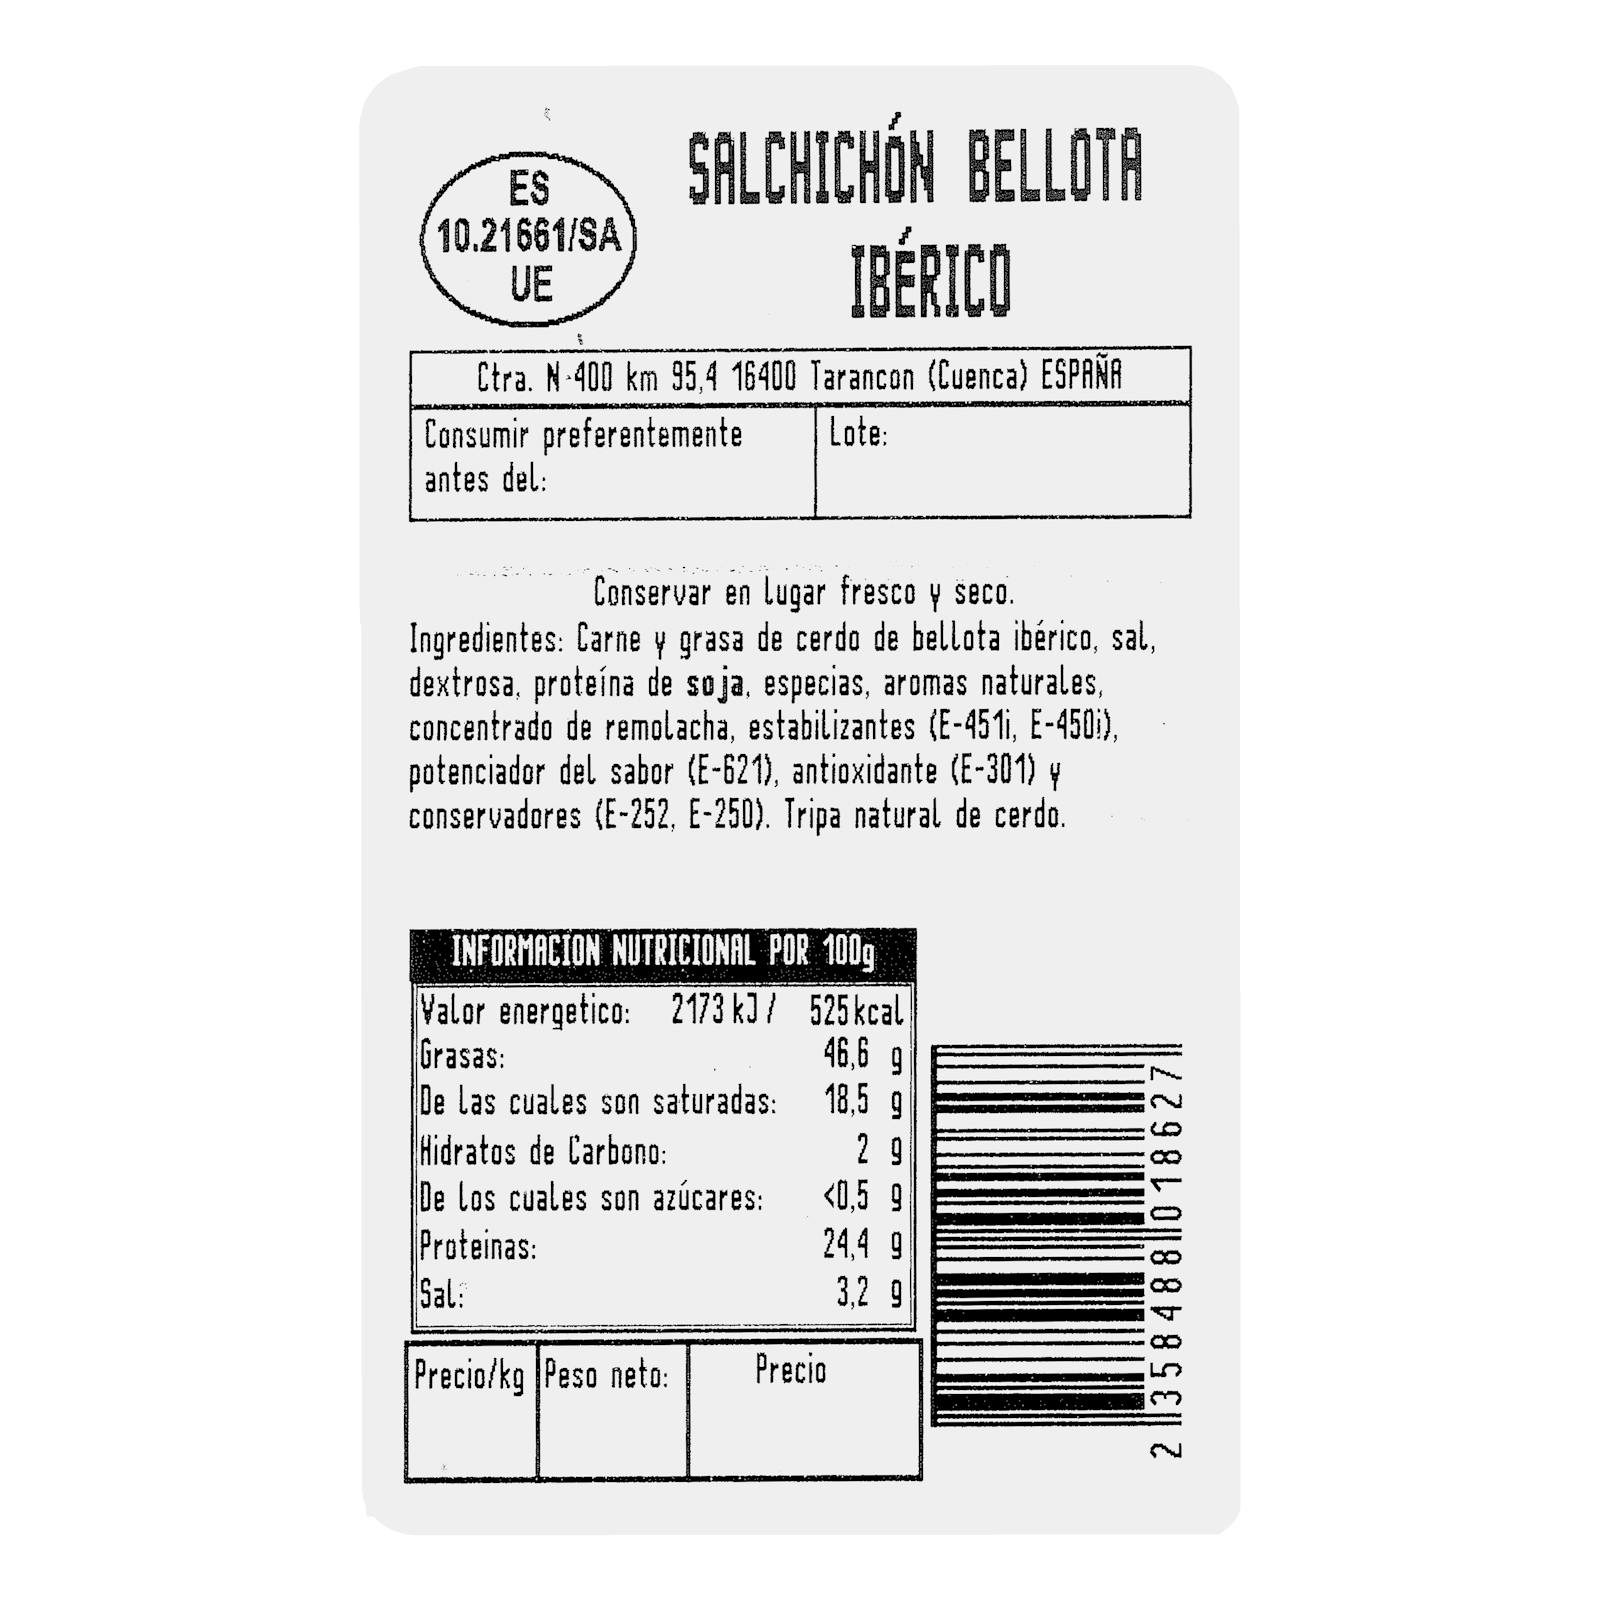 ES
10.21661/SA
UE
SALCHICHÓN BELLOTA
IBÉRICO
Ctra. N-400 km 95,4 16400 Tarancon (Cuenca) ESPAÑA
Consumir preferentemente
antes del:
Lote:
Conservar en lugar fresco y seco.
Ingredientes: Carne y grasa de cerdo de bellota ibérico, sal,
dextrosa, proteína de soja, especias, aromas naturales,
concentrado de remolacha, estabilizantes (E-451i, E-450i),
potenciador del sabor (E-621), antioxidante (E-301) y
conservadores (E-252, E-250). Tripa natural de cerdo.
INFORMACION NUTRICIONAL POR 100g
Valor energetico: 2173 kJ / 525 kcal
Grasas: 46,6 g
De las cuales son saturadas: 18,5 g
Hidratos de Carbono: 2 g
De los cuales son azúcares: <0,5 g
Proteinas: 24,4 g
Sal: 3,2 g
Precio/kg
Peso neto:
Precio
2 358488 018627